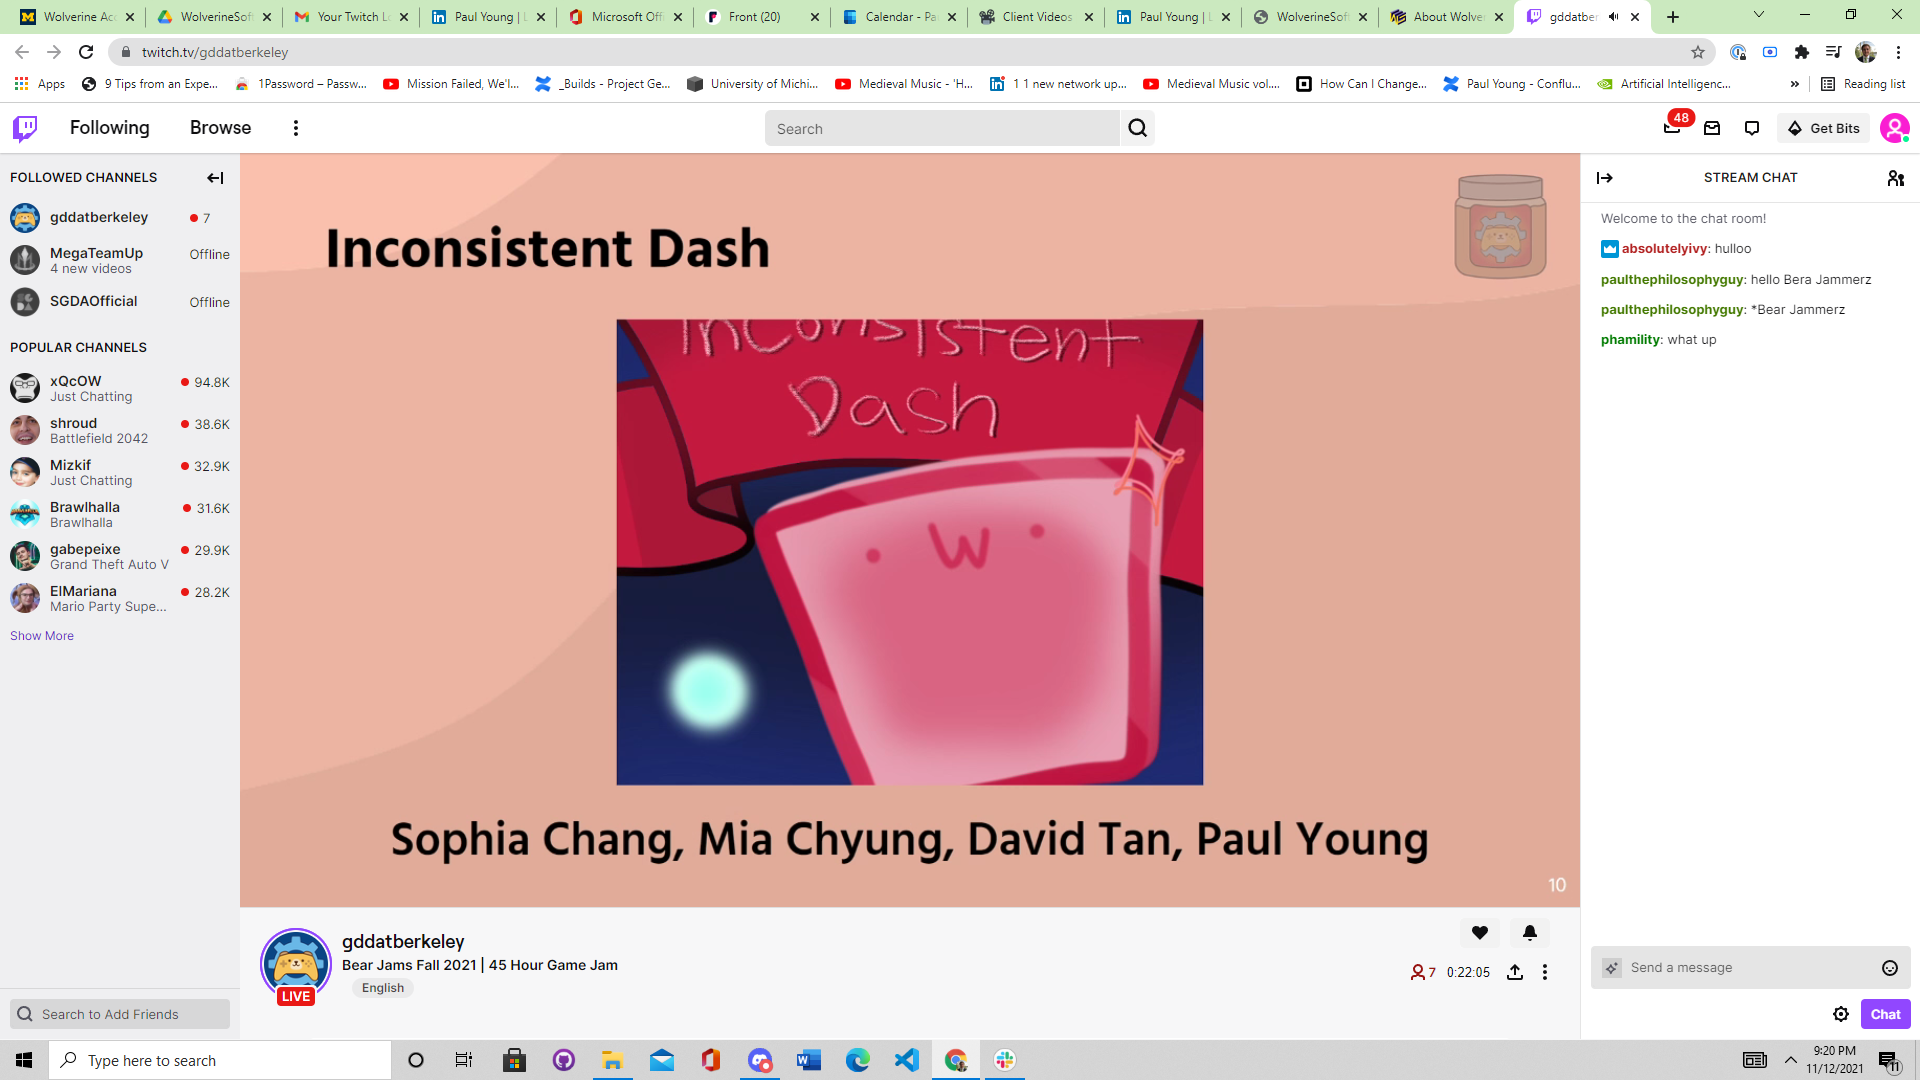 Wolverine Acc
WolverineSoft
Your Twitch Lo
Paul Young | L
Microsoft Offi
Front (20)
Calendar - Pa
Client Videos
Paul Young | L
WolverineSoft
About Wolver
gddatber
twitch.tv/gddatberkeley
Apps
9 Tips from an Expe...
1Password – Passw...
Mission Failed, We'l...
_Builds - Project Ge...
University of Michi...
Medieval Music - 'H...
1 1 new network up...
Medieval Music vol....
How Can I Change...
Paul Young - Conflu...
Artificial Intelligenc...
»
Reading list
Following
Browse
Search
48
Get Bits
FOLLOWED CHANNELS
gddatberkeley
7
MegaTeamUp
Offline
4 new videos
SGDAOfficial
Offline
POPULAR CHANNELS
xQcOW
94.8K
Just Chatting
shroud
38.6K
Battlefield 2042
Mizkif
32.9K
Just Chatting
Brawlhalla
31.6K
Brawlhalla
gabepeixe
29.9K
Grand Theft Auto V
ElMariana
28.2K
Mario Party Supe...
Show More
Search to Add Friends
Inconsistent Dash
Inconsistent
Dash
W
Sophia Chang, Mia Chyung, David Tan, Paul Young
10
LIVE
gddatberkeley
Bear Jams Fall 2021 | 45 Hour Game Jam
English
7
0:22:05
STREAM CHAT
Welcome to the chat room!
absolutelyivy: hulloo
paulthephilosophyguy: hello Bera Jammerz
paulthephilosophyguy: *Bear Jammerz
phamility: what up
Send a message
Chat
Type here to search
9:20 PM
11/12/2021
11